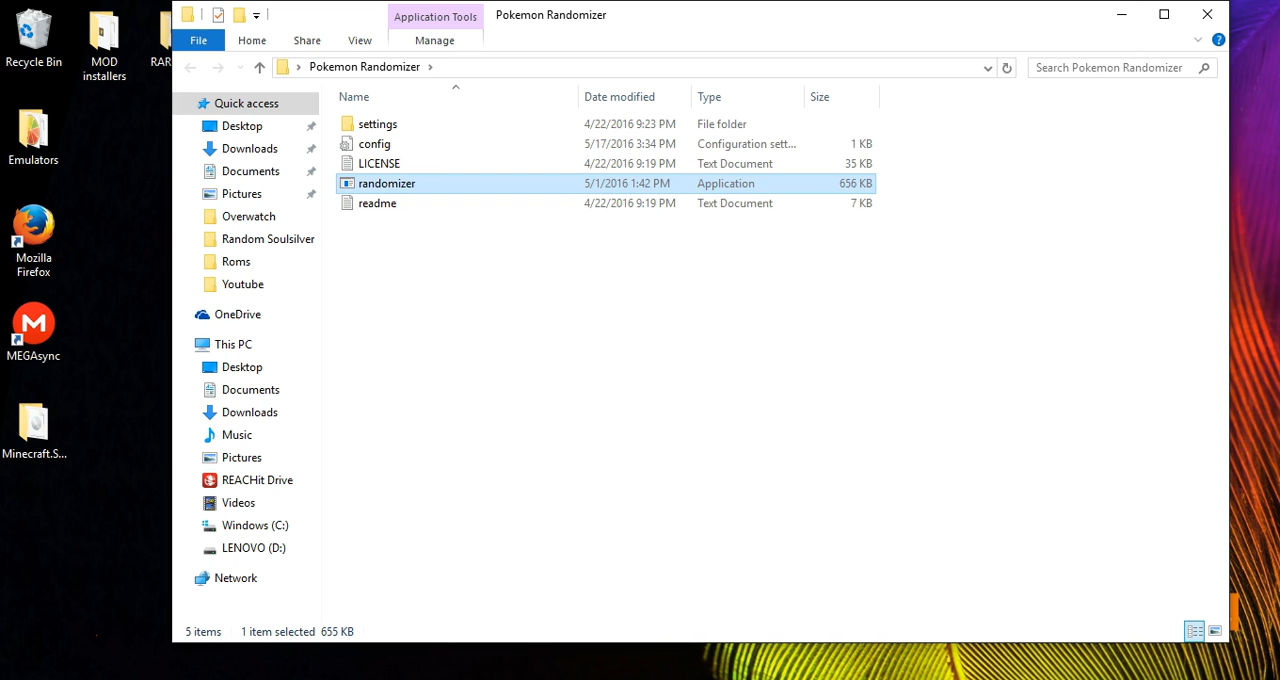 Recycle Bin
MOD
installers
RAR
Emulators
Mozilla
Firefox
MEGAsync
Minecraft.S...
Application Tools
Pokemon Randomizer
File
Home
Share
View
Manage
Pokemon Randomizer
Search Pokemon Randomizer
Quick access
Desktop
Downloads
Documents
Pictures
Overwatch
Random Soulsilver
Roms
Youtube
OneDrive
This PC
Desktop
Documents
Downloads
Music
Pictures
REACHit Drive
Videos
Windows (C:)
LENOVO (D:)
Network
Name Date modified Type Size
settings 4/22/2016 9:23 PM File folder
config 5/17/2016 3:34 PM Configuration sett... 1 KB
LICENSE 4/22/2016 9:19 PM Text Document 35 KB
randomizer 5/1/2016 1:42 PM Application 656 KB
readme 4/22/2016 9:19 PM Text Document 7 KB
5 items 1 item selected 655 KB